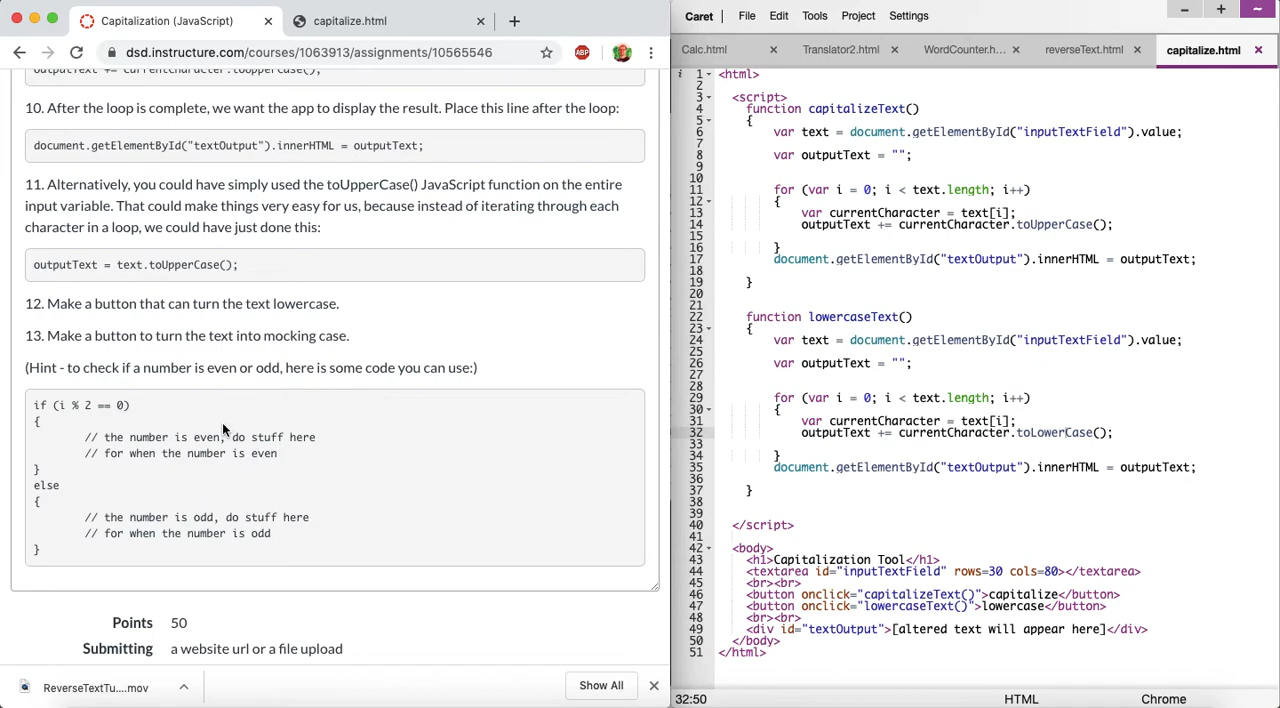 Capitalization (JavaScript)
capitalize.html
dsd.instructure.com/courses/1063913/assignments/10565546
ABP
outputText += currentCharacter.toUpperCase();
10. After the loop is complete, we want the app to display the result. Place this line after the loop:
document.getElementById("textOutput").innerHTML = outputText;
11. Alternatively, you could have simply used the toUpperCase() JavaScript function on the entire
input variable. That could make things very easy for us, because instead of iterating through each
character in a loop, we could have just done this:
outputText = text.toUpperCase();
12. Make a button that can turn the text lowercase.
13. Make a button to turn the text into mocking case.
(Hint - to check if a number is even or odd, here is some code you can use:)
if (i % 2 == 0)
{
// the number is even, do stuff here
// for when the number is even
}
else
{
// the number is odd, do stuff here
// for when the number is odd
}
Points 50
Submitting a website url or a file upload
ReverseTextTu....mov
Show All
Caret File Edit Tools Project Settings
Calc.html Translator2.html WordCounter.h... reverseText.html capitalize.html
1 <html>
2
3 <script>
4 function capitalizeText()
5 {
6 var text = document.getElementById("inputTextField").value;
7
8 var outputText = "";
9
10
11 for (var i = 0; i < text.length; i++)
12 {
13 var currentCharacter = text[i];
14 outputText += currentCharacter.toUpperCase();
15
16 }
17 document.getElementById("textOutput").innerHTML = outputText;
18
19 }
20
21
22 function lowercaseText()
23 {
24 var text = document.getElementById("inputTextField").value;
25
26 var outputText = "";
27
28
29 for (var i = 0; i < text.length; i++)
30 {
31 var currentCharacter = text[i];
32 outputText += currentCharacter.toLowerCase();
33
34 }
35 document.getElementById("textOutput").innerHTML = outputText;
36
37 }
38
39
40 </script>
41
42 <body>
43 <h1>Capitalization Tool</h1>
44 <textarea id="inputTextField" rows=30 cols=80></textarea>
45 <br><br>
46 <button onclick="capitalizeText()">capitalize</button>
47 <button onclick="lowercaseText()">lowercase</button>
48 <br><br>
49 <div id="textOutput">[altered text will appear here]</div>
50 </body>
51 </html>
32:50 HTML Chrome